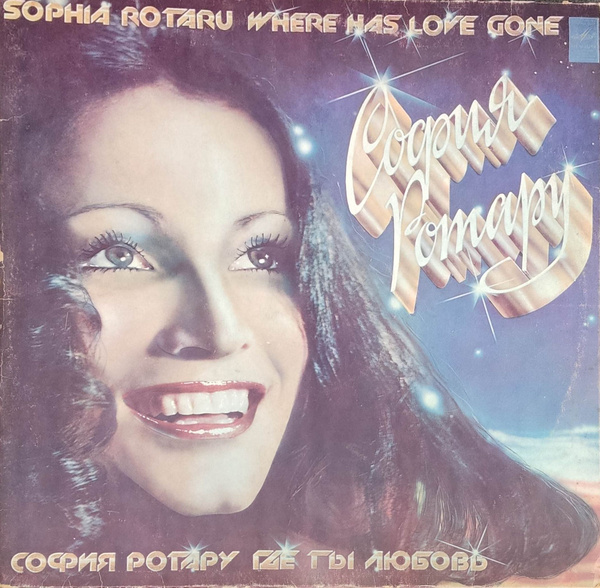 SOPHIA ROTARU WHERE HAS LOVE GONE
София
Ротару
СОФИЯ РОТАРУ ГДЕ ТЫ ЛЮБОВЬ